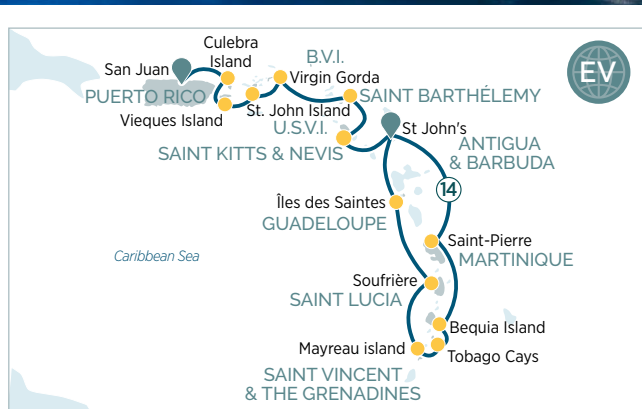 Culebra
Island
B.V.I.
EV
San Juan
Virgin Gorda
PUERTO RICO
SAINT BARTHÉLEMY
St. John Island
Vieques Island
U.S.V.I.
St John's
SAINT KITTS & NEVIS
ANTIGUA
& BARBUDA
14
Îles des Saintes
GUADELOUPE
Saint-Pierre
Caribbean Sea
MARTINIQUE
Soufrière
SAINT LUCIA
Bequia Island
Mayreau island
Tobago Cays
SAINT VINCENT
& THE GRENADINES